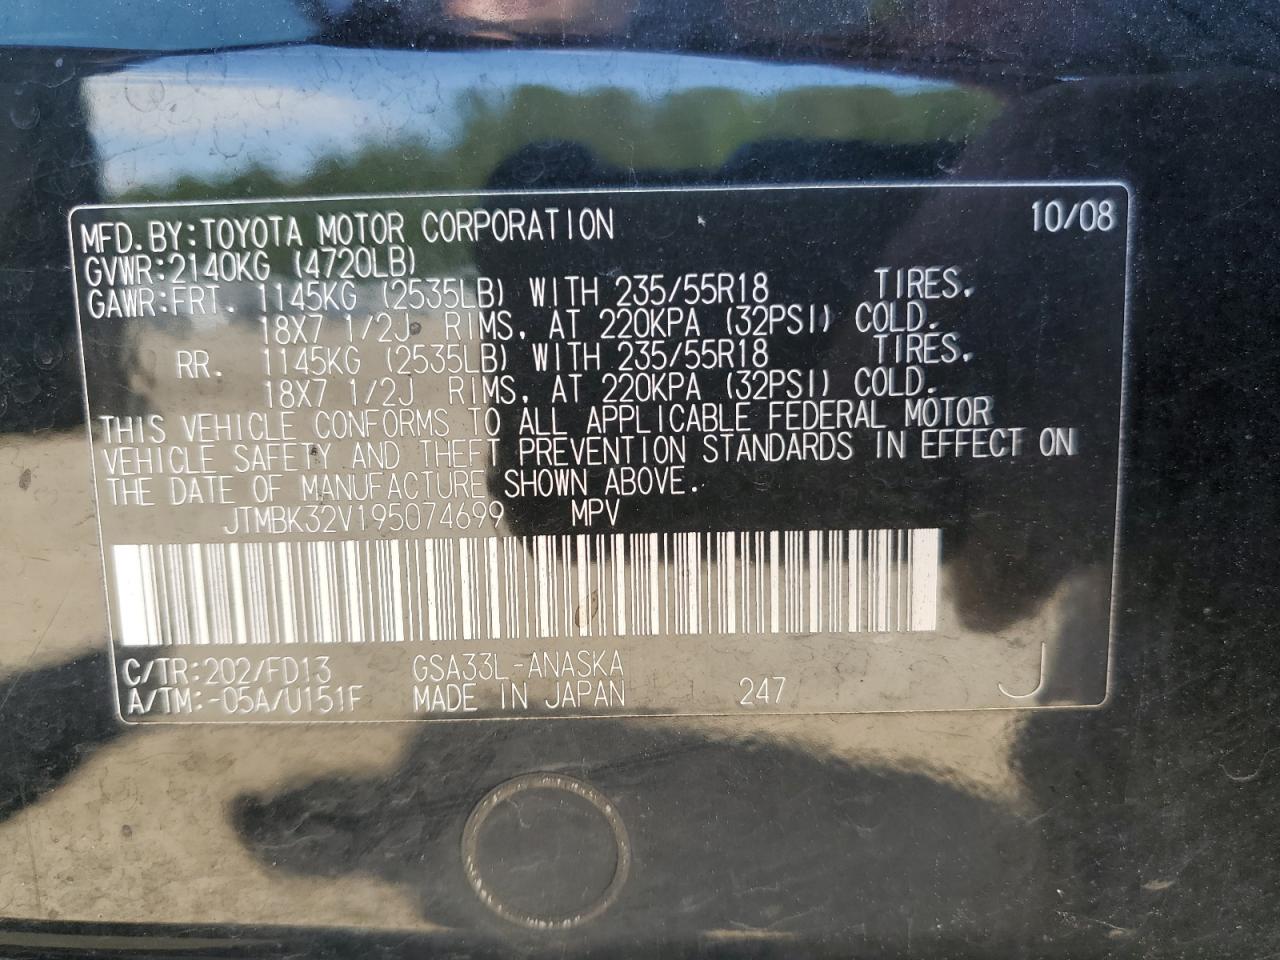 MFD.BY:TOYOTA MOTOR CORPORATION 10/08
GVWR:2140KG (4720LB)
GAWR:FRT. 1145KG (2535LB) WITH 235/55R18 TIRES.
18X7 1/2J RIMS, AT 220KPA (32PSI) COLD.
RR. 1145KG (2535LB) WITH 235/55R18 TIRES.
18X7 1/2J RIMS, AT 220KPA (32PSI) COLD.
THIS VEHICLE CONFORMS TO ALL APPLICABLE FEDERAL MOTOR
VEHICLE SAFETY AND THEFT PREVENTION STANDARDS IN EFFECT ON
THE DATE OF MANUFACTURE SHOWN ABOVE.
JTMBK32V195074699 MPV
C/TR:202/FD13 GSA33L-ANASKA
A/TM:-05A/U151F MADE IN JAPAN 247 J